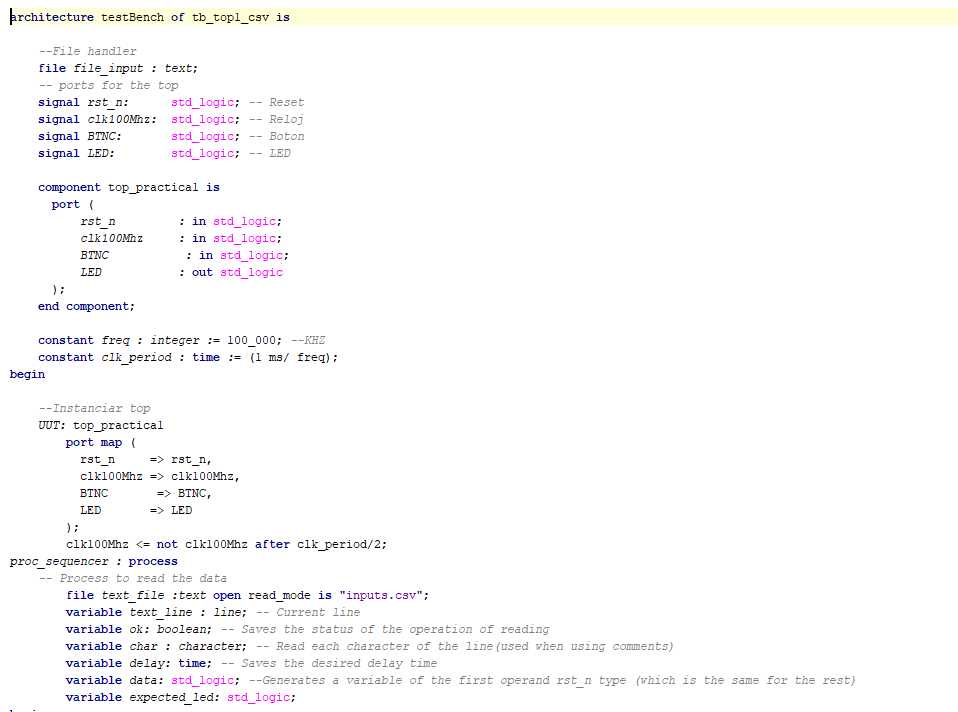 architecture testBench of tb_top1_csv is
--File handler
file file_input : text;
-- ports for the top
signal rst_n: std_logic; -- Reset
signal clk100Mhz: std_logic; -- Reloj
signal BTNC: std_logic; -- Boton
signal LED: std_logic; -- LED
component top_practical is
port (
rst_n : in std_logic;
clk100Mhz : in std_logic;
BTNC : in std_logic;
LED : out std_logic
);
end component;
constant freq : integer := 100_000; --KHZ
constant clk_period : time := (1 ms/ freq);
begin
--Instanciar top
UUT: top_practical
port map (
rst_n => rst_n,
clk100Mhz => clk100Mhz,
BTNC => BTNC,
LED => LED
);
clk100Mhz <= not clk100Mhz after clk_period/2;
proc_sequencer : process
-- Process to read the data
file text_file :text open read_mode is "inputs.csv";
variable text_line : line; -- Current line
variable ok: boolean; -- Saves the status of the operation of reading
variable char : character; -- Read each character of the line(used when using comments)
variable delay: time; -- Saves the desired delay time
variable data: std_logic; --Generates a variable of the first operand rst_n type (which is the same for the rest)
variable expected_led: std_logic;